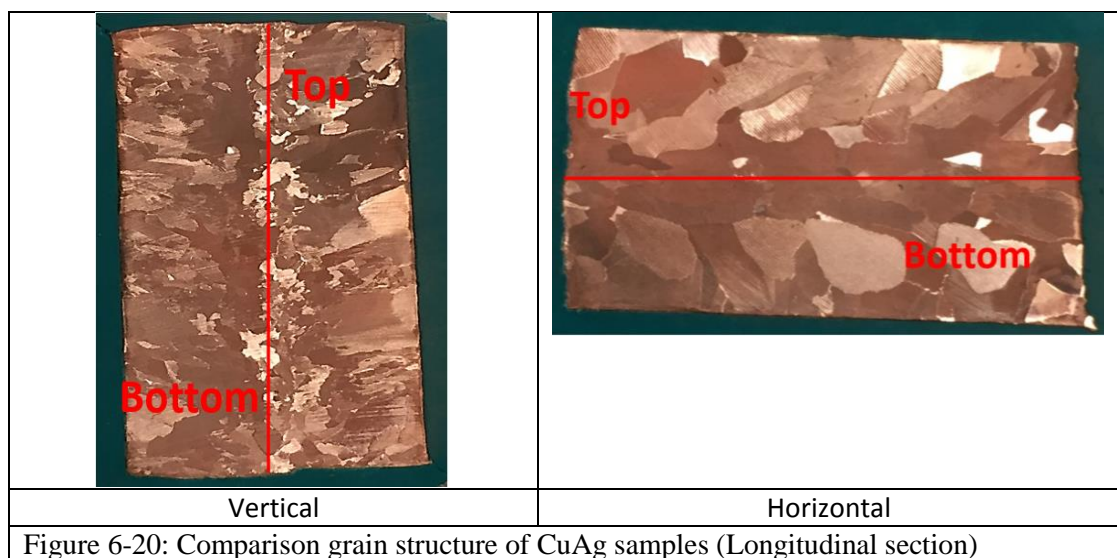 Top
Bottom
Top
Bottom
Vertical
Horizontal
Figure 6-20: Comparison grain structure of CuAg samples (Longitudinal section)